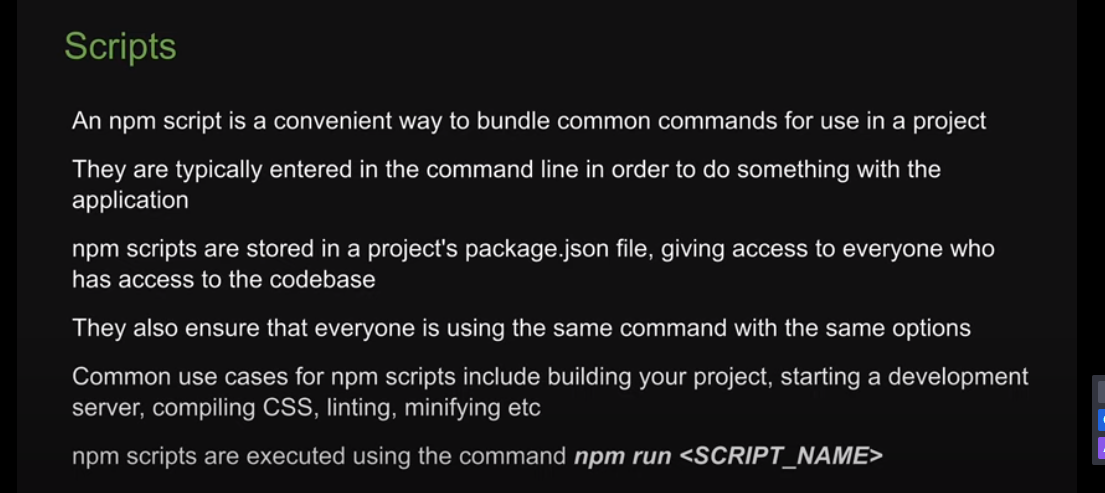 Scripts
An npm script is a convenient way to bundle common commands for use in a project
They are typically entered in the command line in order to do something with the
application
npm scripts are stored in a project's package.json file, giving access to everyone who
has access to the codebase
They also ensure that everyone is using the same command with the same options
Common use cases for npm scripts include building your project, starting a development
server, compiling CSS, linting, minifying etc
npm scripts are executed using the command npm run <SCRIPT_NAME>